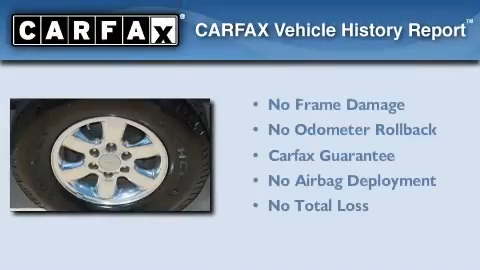 CARFAX® CARFAX Vehicle History Report™
• No Frame Damage
• No Odometer Rollback
• Carfax Guarantee
• No Airbag Deployment
• No Total Loss